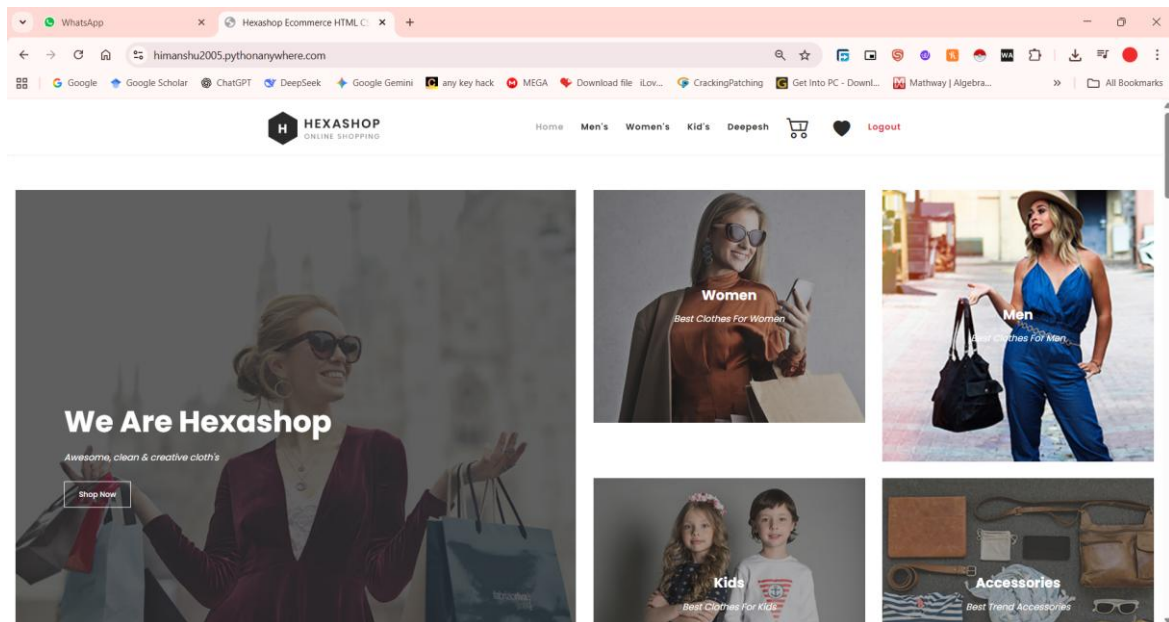 WhatsApp
Hexashop Ecommerce HTML CS
himanshu2005.pythonanywhere.com
Google
Google Scholar
ChatGPT
DeepSeek
Google Gemini
any key hack
MEGA
Download file iLov...
CrackingPatching
Get Into PC - Downl...
Mathway | Algebra...
All Bookmarks
H
HEXASHOP
ONLINE SHOPPING
Home Men's Women's Kid's Deepesh 1 Logout
We Are Hexashop
Awesome, clean & creative cloth's
Shop Now
Women
Best Clothes For Women
Men
Best Clothes For Men
Kids
Best Clothes For Kids
Accessories
Best Trend Accessories